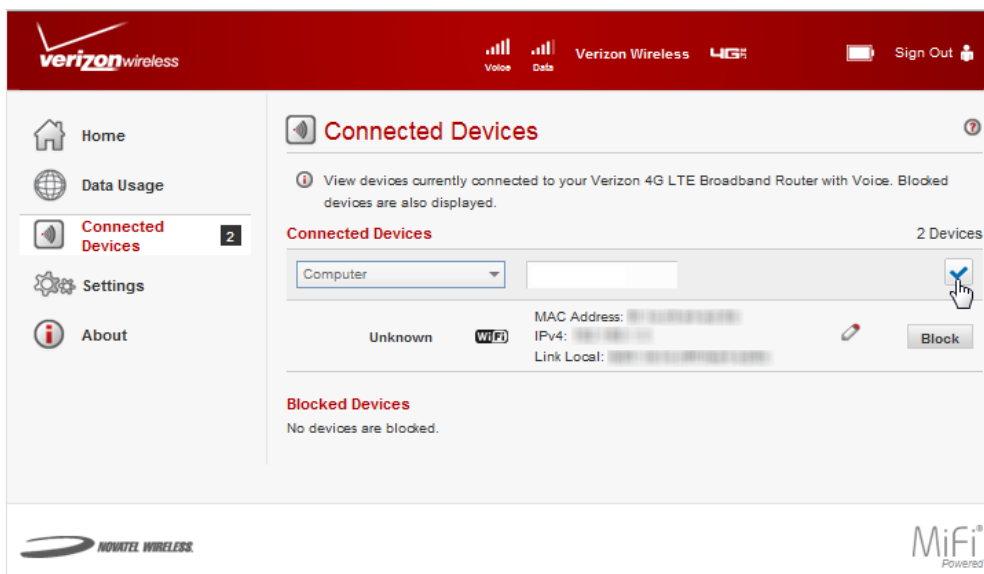 verizonwireless
Voice Data Verizon Wireless 4G LTE Sign Out
Home
Data Usage
Connected Devices 2
Settings
About
Connected Devices ?
i View devices currently connected to your Verizon 4G LTE Broadband Router with Voice. Blocked
devices are also displayed.
Connected Devices 2 Devices
Computer
Unknown WiFi
MAC Address:
IPv4:
Link Local:
Block
Blocked Devices
No devices are blocked.
NOVATEL WIRELESS.
MiFi®
Powered